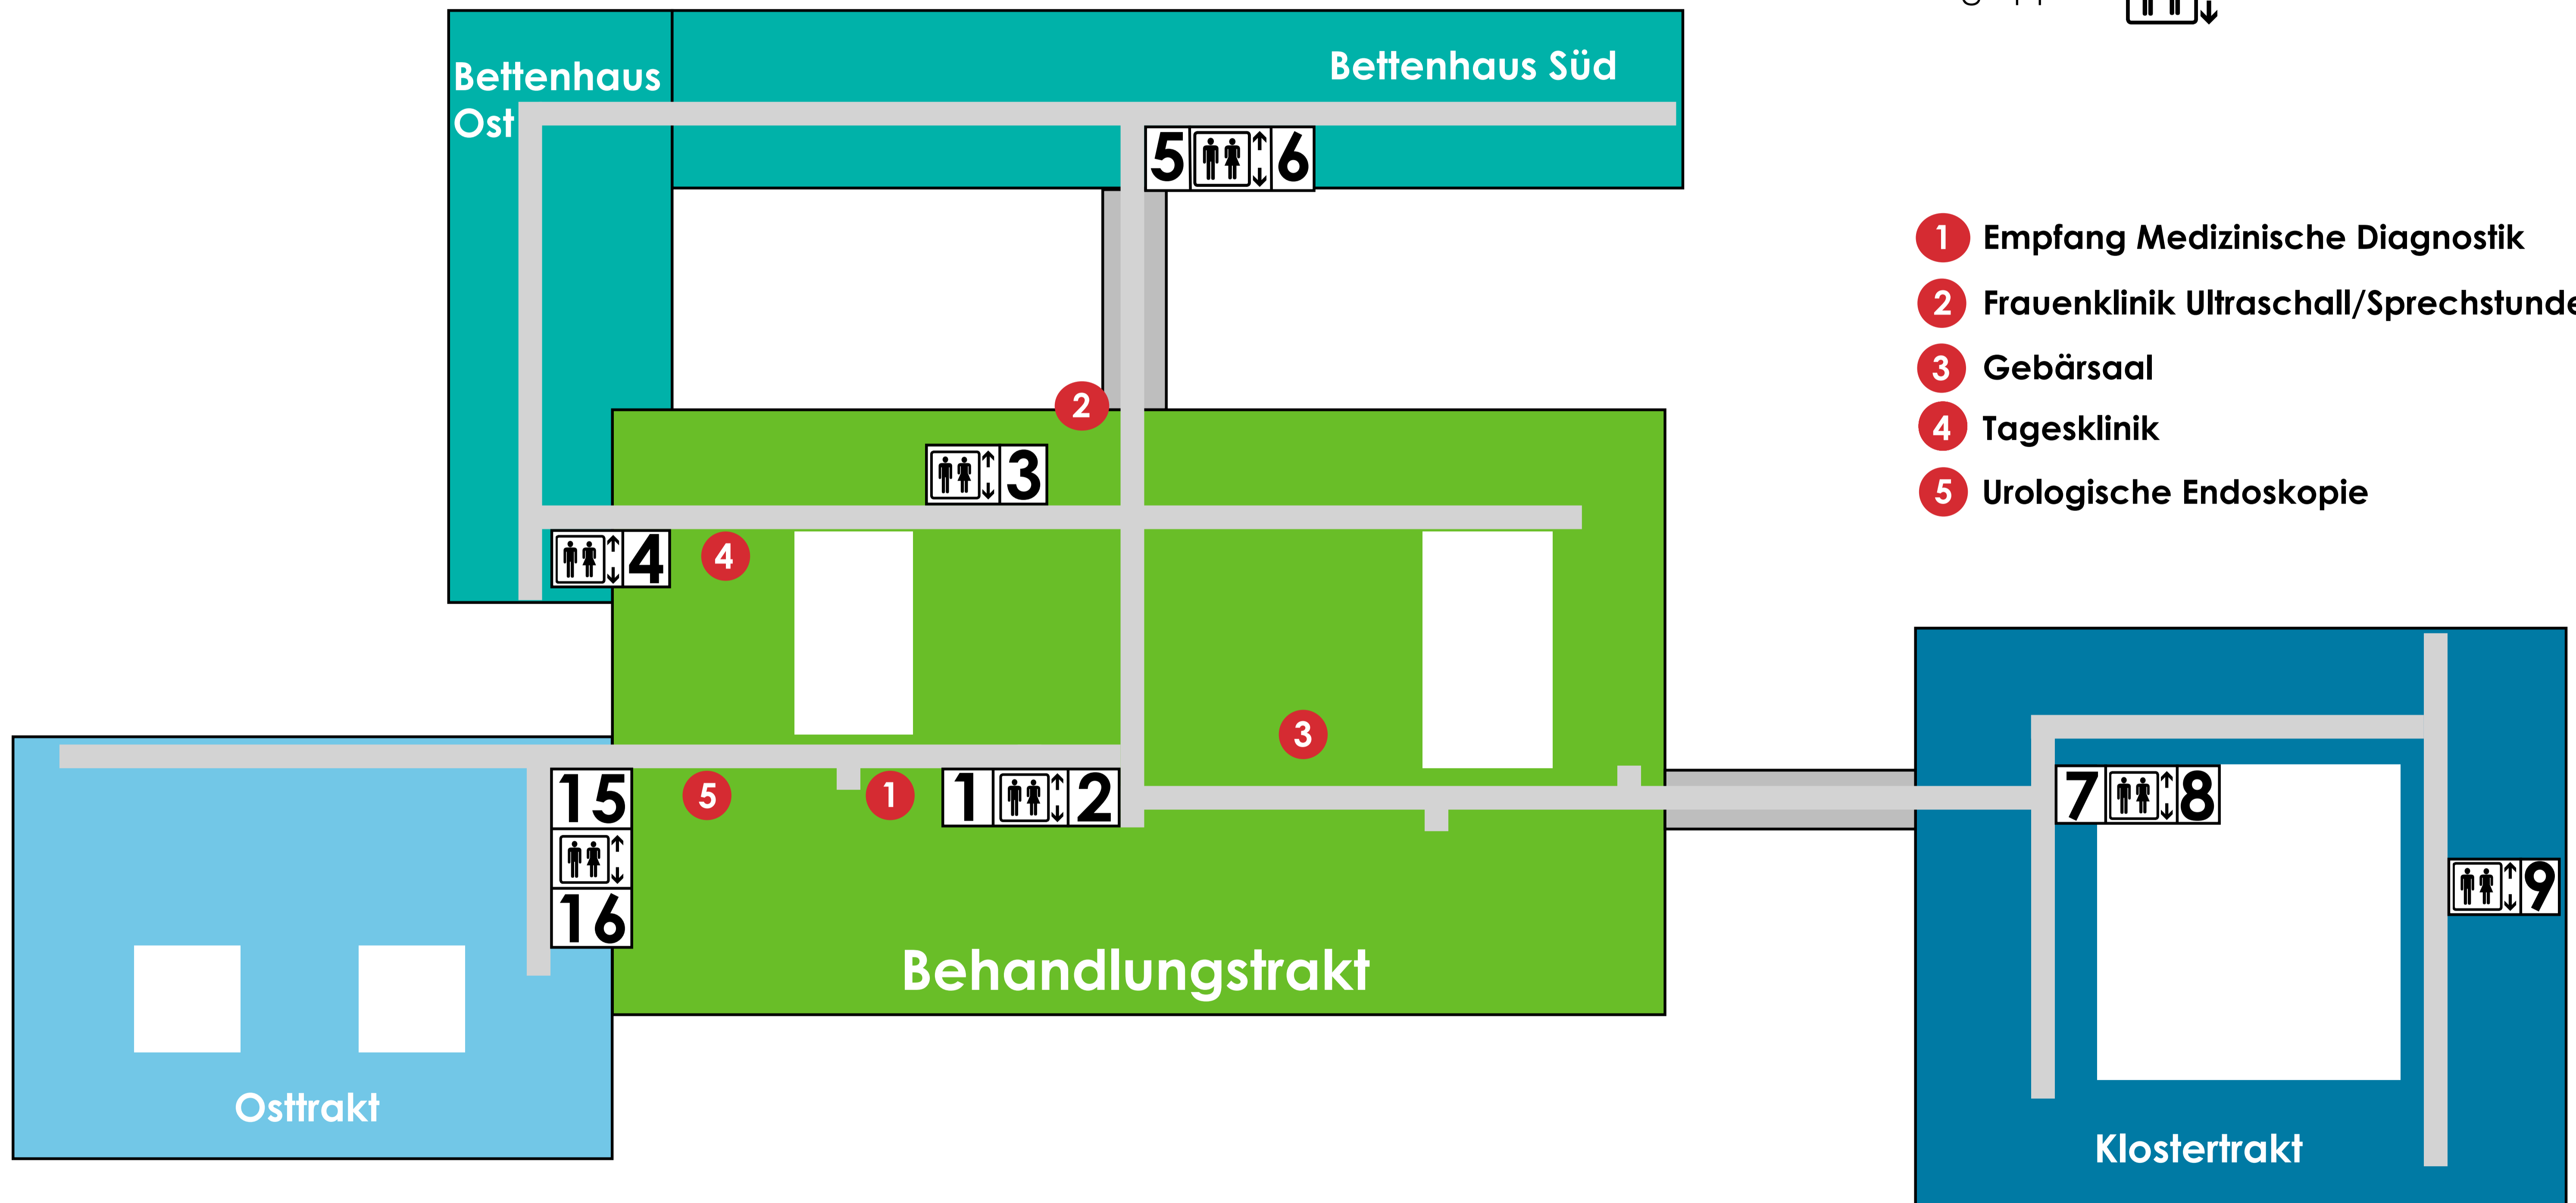 Bettenhaus
Ost
Bettenhaus Süd
5 6
1 Empfang Medizinische Diagnostik
2 Frauenklinik Ultraschall/Sprechstunde
3 Gebärsaal
4 Tagesklinik
5 Urologische Endoskopie
2
3
4
4
3
15
16
5
1
1 2
7 8
9
Behandlungstrakt
Osttrakt
Klostertrakt